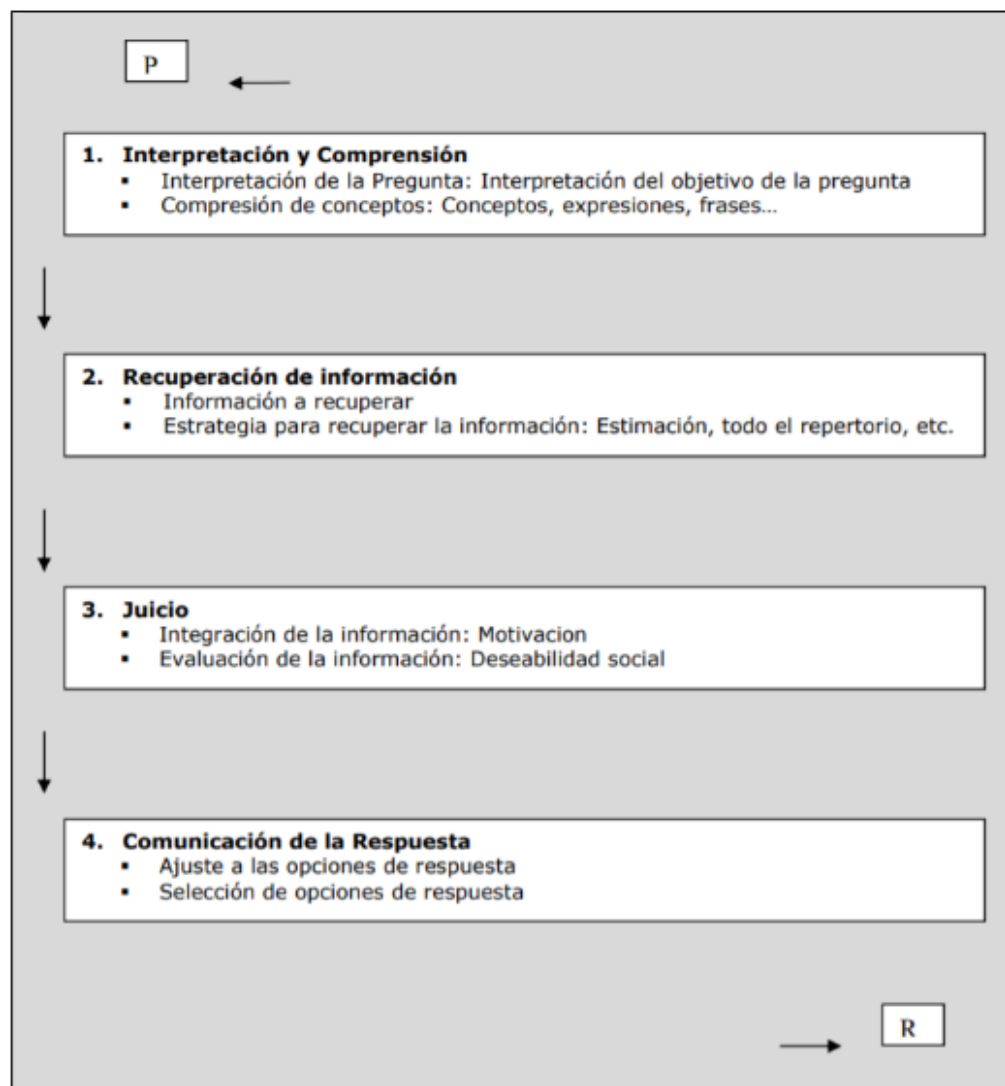 P
1. Interpretación y Comprensión
▪ Interpretación de la Pregunta: Interpretación del objetivo de la pregunta
▪ Compresión de conceptos: Conceptos, expresiones, frases…
2. Recuperación de información
▪ Información a recuperar
▪ Estrategia para recuperar la información: Estimación, todo el repertorio, etc.
3. Juicio
▪ Integración de la información: Motivacion
▪ Evaluación de la información: Deseabilidad social
4. Comunicación de la Respuesta
▪ Ajuste a las opciones de respuesta
▪ Selección de opciones de respuesta
R